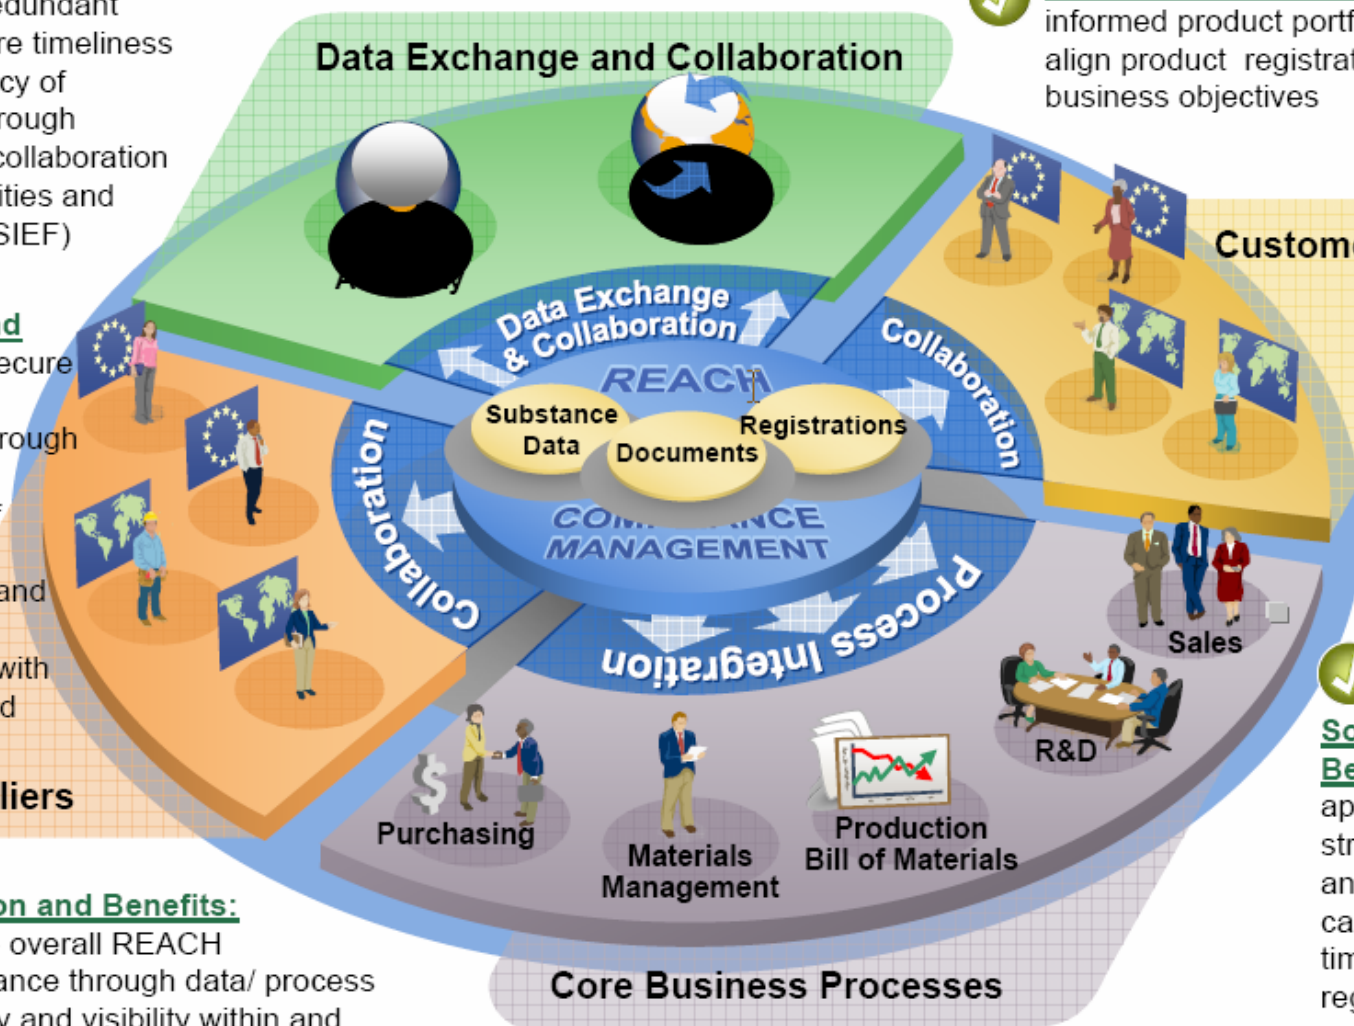 edundant
re timeliness
cy of
rough
collaboration
ities and
SIEF)
Data Exchange and Collaboration
informed product portf
align product registrat
business objectives
Custome
d
ecure
rough
and
with
d
liers
Data Exchange
& Collaboration
Collaboration
Collaboration
Process Integration
REACH
Substance
Data
Documents
Registrations
COMPLIANCE
MANAGEMENT
Sales
R&D
Purchasing
Materials
Management
Production
Bill of Materials
Core Business Processes
on and Benefits:
overall REACH
ance through data/ process
y and visibility within and
So
Be
ap
str
an
ca
tim
reg